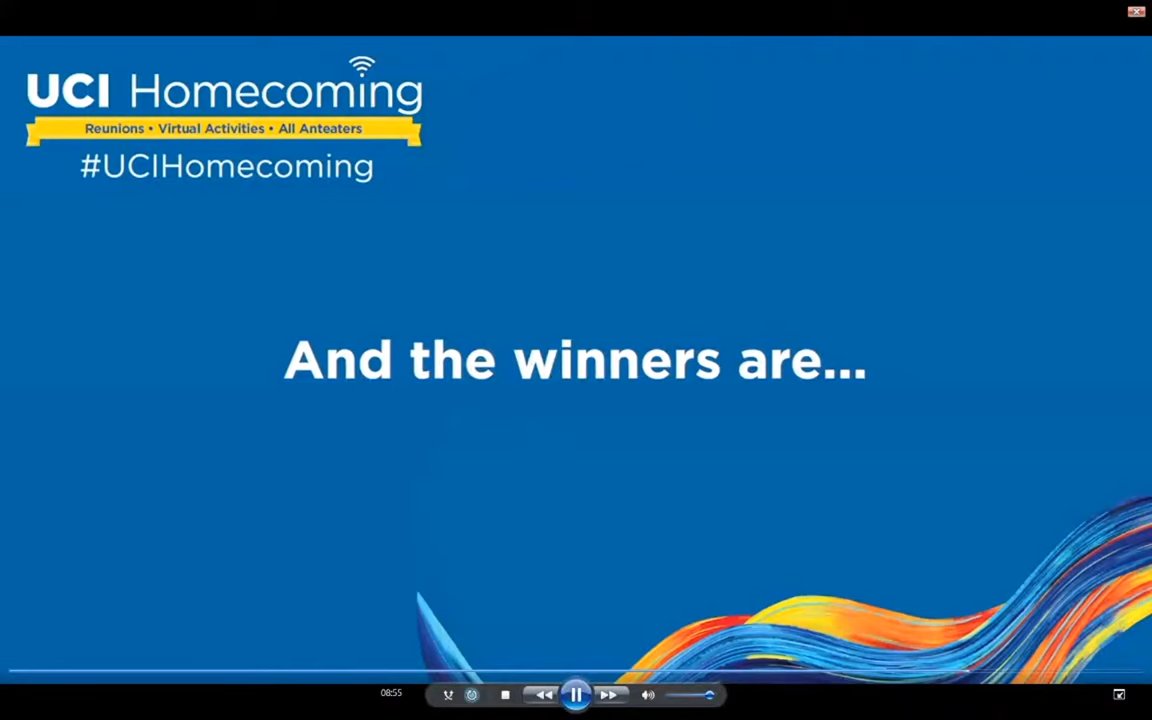 UCI Homecoming
Reunions • Virtual Activities • All Anteaters
#UCIHomecoming
And the winners are...
08:55